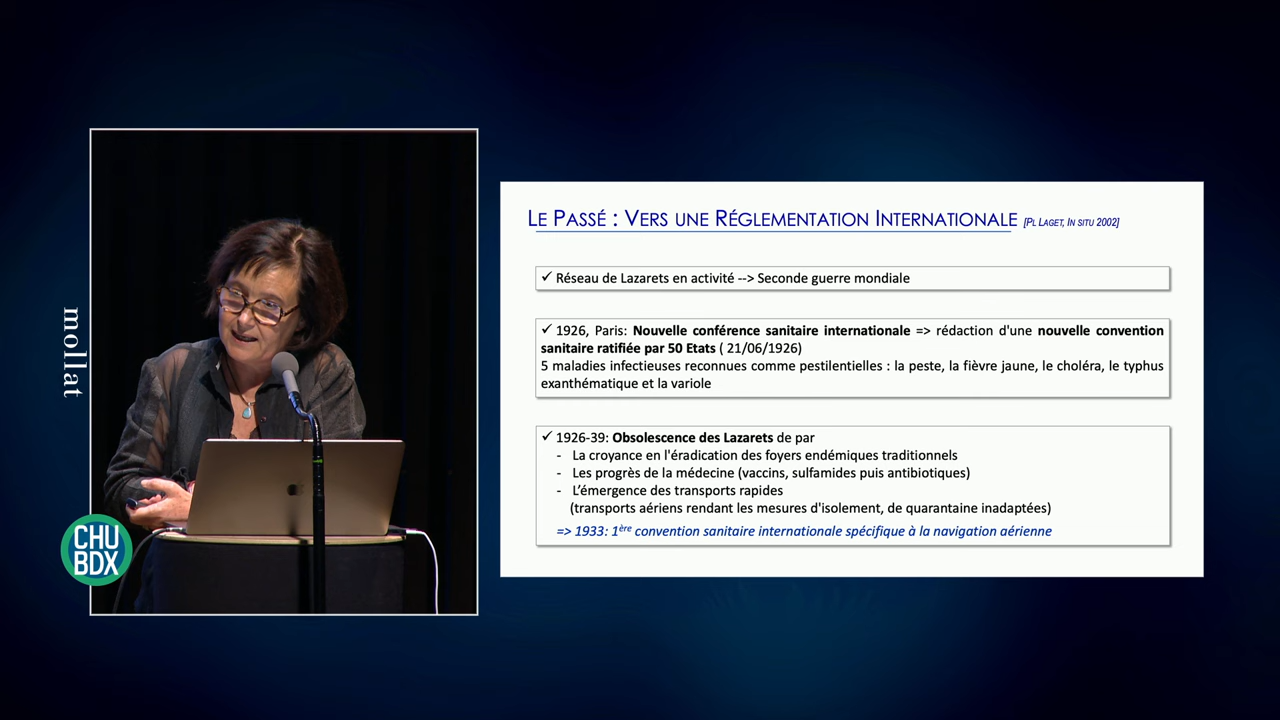 mollat
CHU
BDX
LE PASSÉ : VERS UNE RÉGLEMENTATION INTERNATIONALE [PL LAGET, IN SITU 2002]
✓ Réseau de Lazarets en activité --> Seconde guerre mondiale
✓ 1926, Paris: Nouvelle conférence sanitaire internationale => rédaction d'une nouvelle convention
sanitaire ratifiée par 50 Etats ( 21/06/1926)
5 maladies infectieuses reconnues comme pestilentielles : la peste, la fièvre jaune, le choléra, le typhus
exanthématique et la variole
✓ 1926-39: Obsolescence des Lazarets de par
- La croyance en l'éradication des foyers endémiques traditionnels
- Les progrès de la médecine (vaccins, sulfamides puis antibiotiques)
- L’émergence des transports rapides
(transports aériens rendant les mesures d'isolement, de quarantaine inadaptées)
=> 1933: 1ère convention sanitaire internationale spécifique à la navigation aérienne